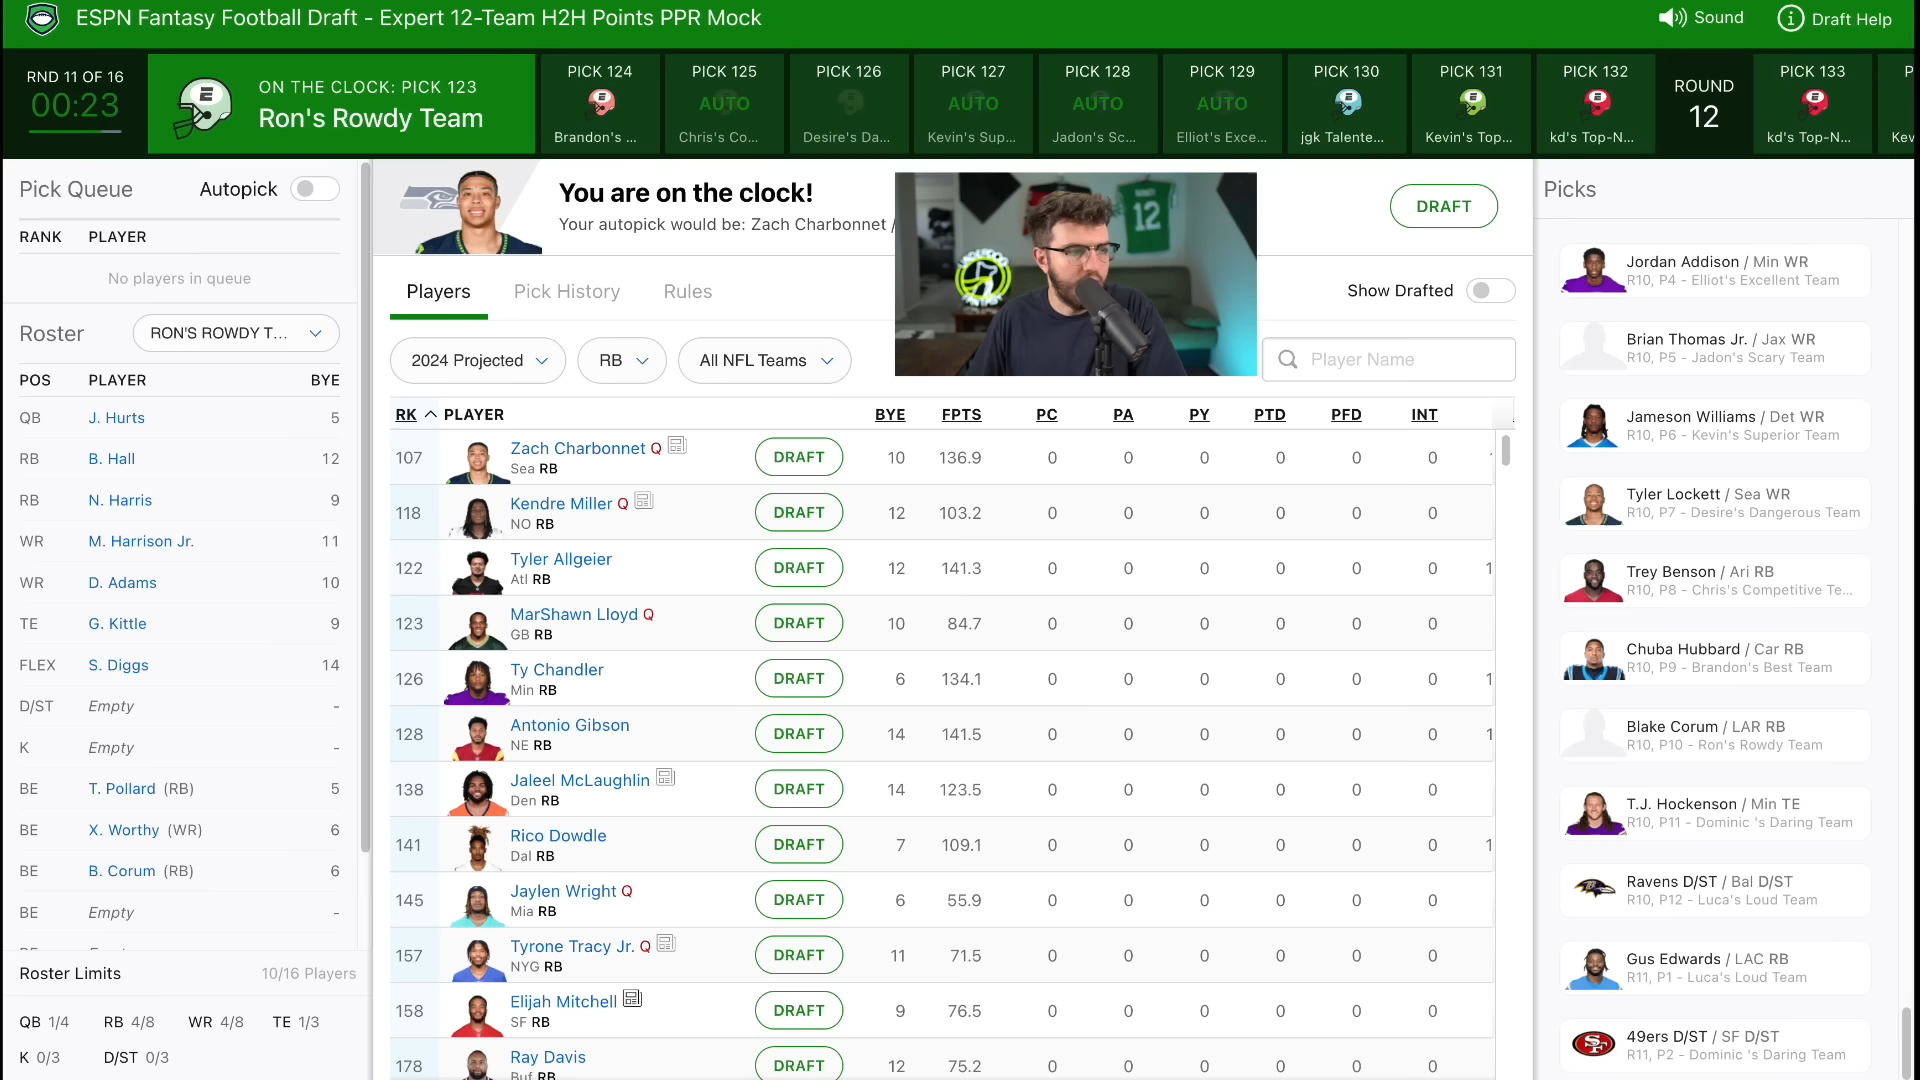 ESPN Fantasy Football Draft - Expert 12-Team H2H Points PPR Mock
Sound
Draft Help
RND 11 OF 16
00:23
ON THE CLOCK: PICK 123
Ron's Rowdy Team
PICK 124
Brandon's ...
PICK 125
AUTO
Chris's Co...
PICK 126
Desire's Da...
PICK 127
AUTO
Kevin's Sup...
PICK 128
AUTO
Jadon's Sc...
PICK 129
AUTO
Elliot's Exce...
PICK 130
jgk Talente...
PICK 131
Kevin's Top...
PICK 132
kd's Top-N...
ROUND
12
PICK 133
kd's Top-N...
Pick Queue
Autopick
RANK PLAYER
No players in queue
Roster
RON'S ROWDY T...
POS PLAYER BYE
QB J. Hurts 5
RB B. Hall 12
RB N. Harris 9
WR M. Harrison Jr. 11
WR D. Adams 10
TE G. Kittle 9
FLEX S. Diggs 14
D/ST Empty -
K Empty -
BE T. Pollard (RB) 5
BE X. Worthy (WR) 6
BE B. Corum (RB) 6
BE Empty -
Roster Limits 10/16 Players
QB 1/4 RB 4/8 WR 4/8 TE 1/3
K 0/3 D/ST 0/3
You are on the clock!
Your autopick would be: Zach Charbonnet /
DRAFT
12
Players
Pick History
Rules
Show Drafted
2024 Projected
RB
All NFL Teams
Player Name
RK PLAYER BYE FPTS PC PA PY PTD PFD INT
107 Zach Charbonnet Q DRAFT 10 136.9 0 0 0 0 0 0
Sea RB
118 Kendre Miller Q DRAFT 12 103.2 0 0 0 0 0 0
NO RB
122 Tyler Allgeier DRAFT 12 141.3 0 0 0 0 0 0 1
Atl RB
123 MarShawn Lloyd Q DRAFT 10 84.7 0 0 0 0 0 0
GB RB
126 Ty Chandler DRAFT 6 134.1 0 0 0 0 0 0 1
Min RB
128 Antonio Gibson DRAFT 14 141.5 0 0 0 0 0 0 1
NE RB
138 Jaleel McLaughlin DRAFT 14 123.5 0 0 0 0 0 0
Den RB
141 Rico Dowdle DRAFT 7 109.1 0 0 0 0 0 0 1
Dal RB
145 Jaylen Wright Q DRAFT 6 55.9 0 0 0 0 0 0
Mia RB
157 Tyrone Tracy Jr. Q DRAFT 11 71.5 0 0 0 0 0 0
NYG RB
158 Elijah Mitchell DRAFT 9 76.5 0 0 0 0 0 0
SF RB
178 Ray Davis DRAFT 12 75.2 0 0 0 0 0 0
Buf RB
Picks
Jordan Addison / Min WR
R10, P4 - Elliot's Excellent Team
Brian Thomas Jr. / Jax WR
R10, P5 - Jadon's Scary Team
Jameson Williams / Det WR
R10, P6 - Kevin's Superior Team
Tyler Lockett / Sea WR
R10, P7 - Desire's Dangerous Team
Trey Benson / Ari RB
R10, P8 - Chris's Competitive Te...
Chuba Hubbard / Car RB
R10, P9 - Brandon's Best Team
Blake Corum / LAR RB
R10, P10 - Ron's Rowdy Team
T.J. Hockenson / Min TE
R10, P11 - Dominic 's Daring Team
Ravens D/ST / Bal D/ST
R10, P12 - Luca's Loud Team
Gus Edwards / LAC RB
R11, P1 - Luca's Loud Team
49ers D/ST / SF D/ST
R11, P2 - Dominic 's Daring Team